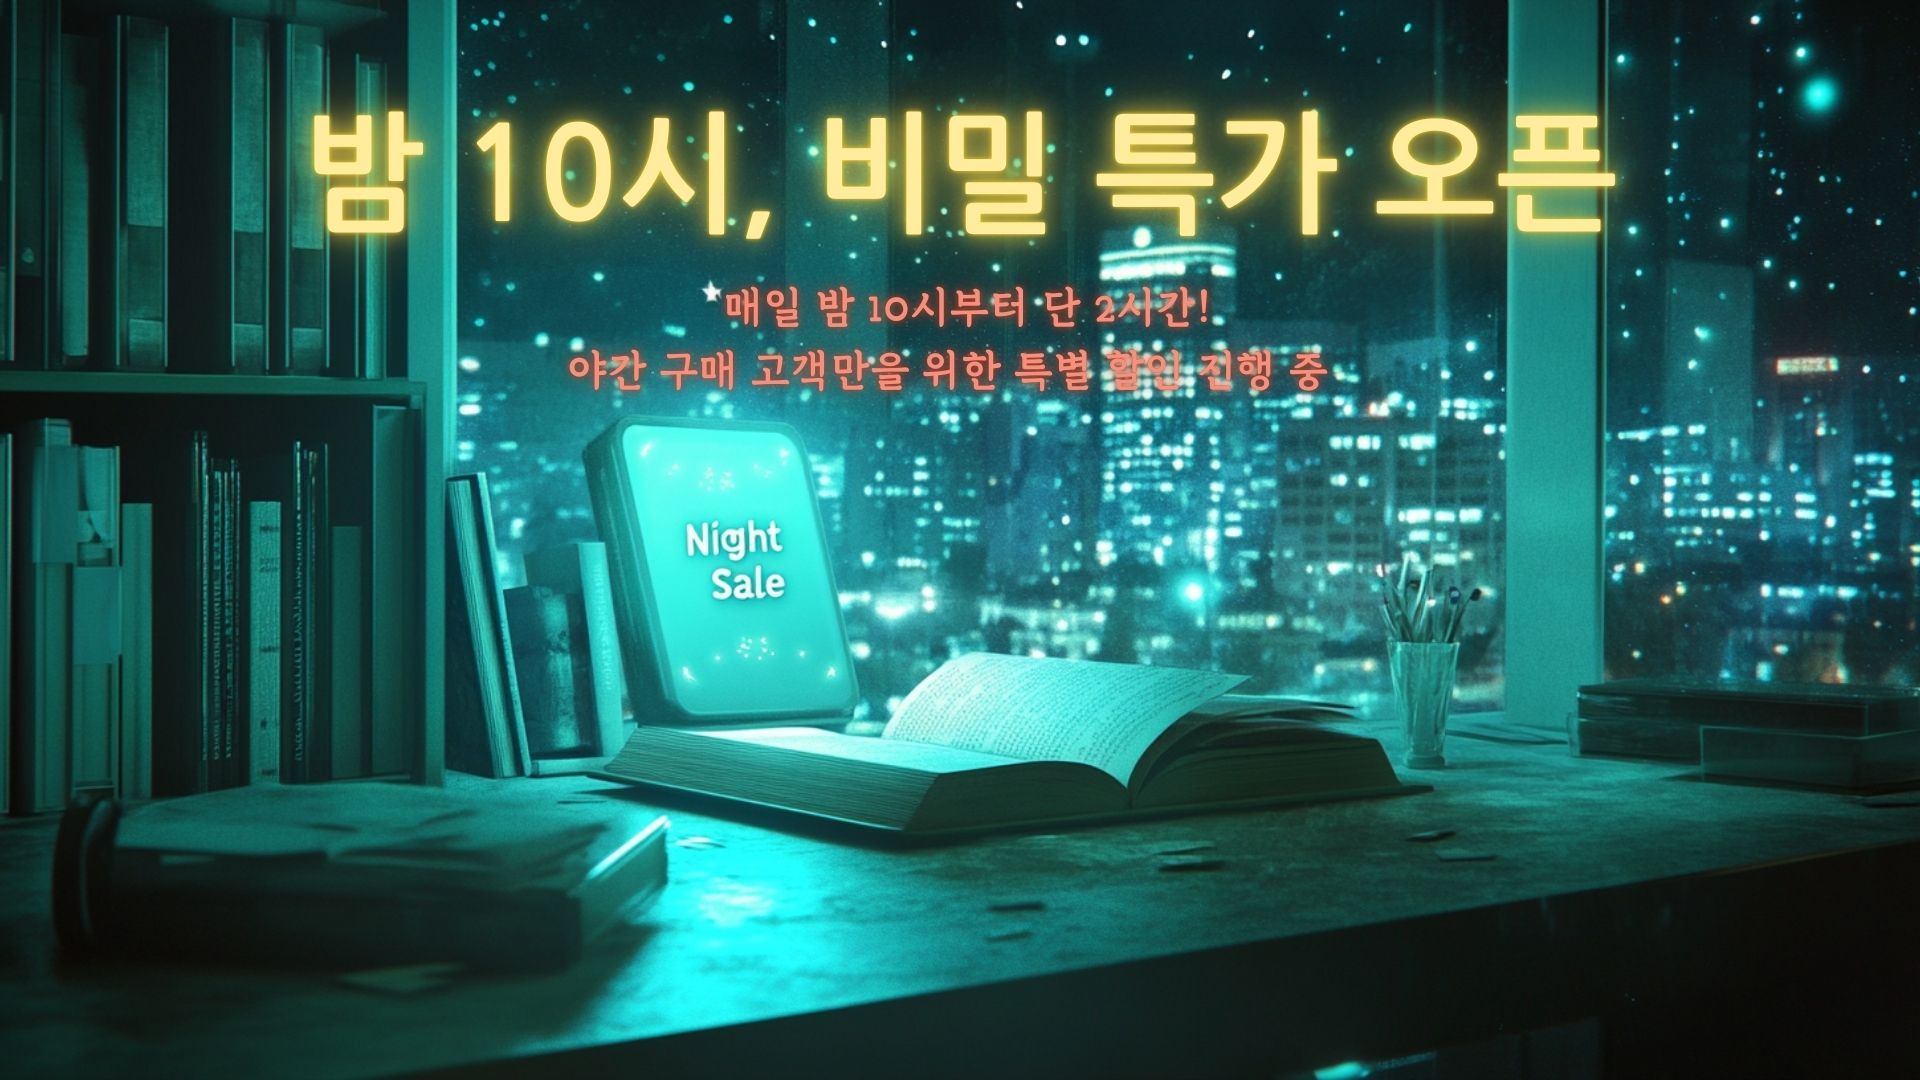 밤 10시, 비밀 특가 오픈
매일 밤 10시부터 단 2시간!
야간 구매 고객만을 위한 특별 할인 진행 중
Night
Sale